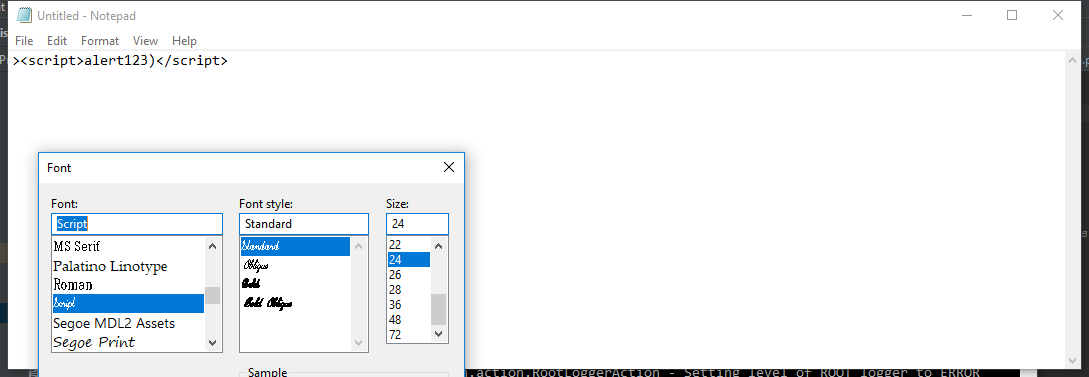 Untitled - Notepad
File Edit Format View Help
><script>alert123)</script>
Font
Font: Font style: Size:
Script Standard 24
MS Serif Standard 22
Palatino Linotype Oblique 24
Roman Bold 26
Script Bold Oblique 28
Segoe MDL2 Assets 36
Segoe Print 48
72
Sample
.action.RootLoggerAction - Setting level of ROOT logger to ERROR